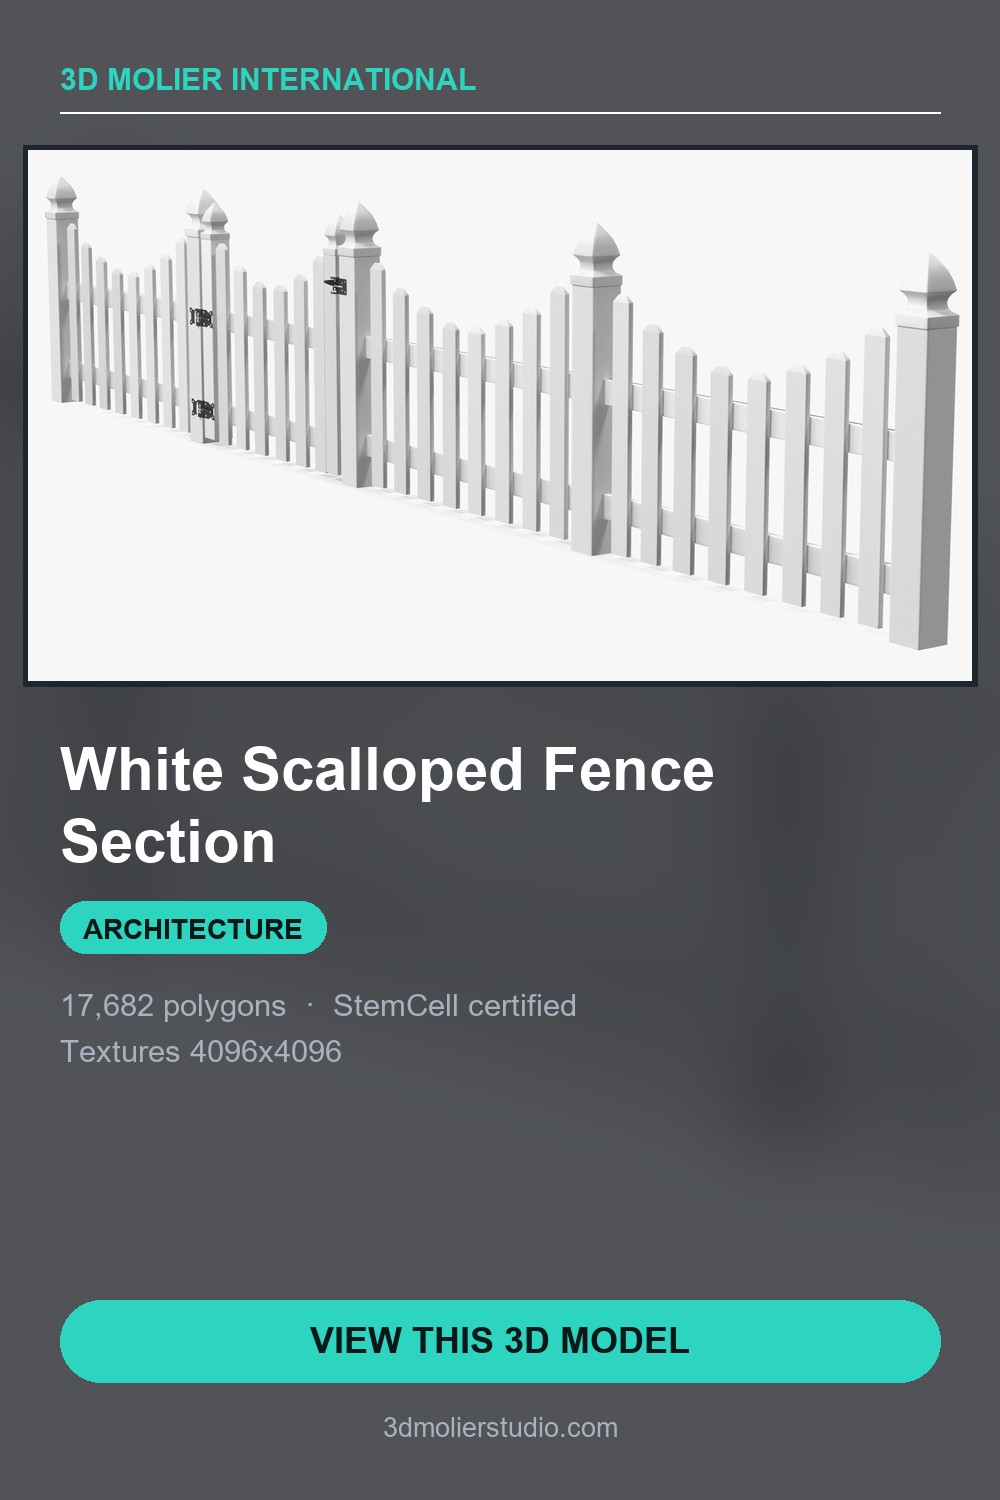 3D MOLIER INTERNATIONAL
White Scalloped Fence
Section
ARCHITECTURE
17,682 polygons · StemCell certified
Textures 4096x4096
VIEW THIS 3D MODEL
3dmolierstudio.com